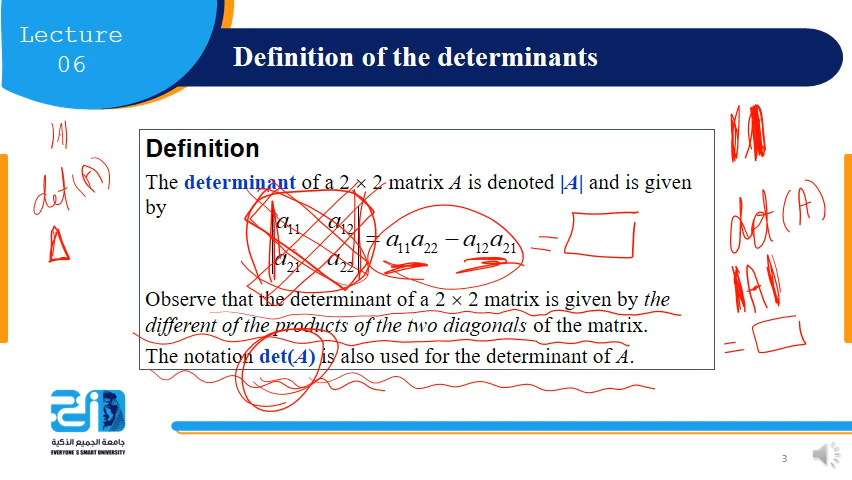 Lecture
06
Definition of the determinants
|A|
det(A)
Δ
Definition
The determinant of a 2 × 2 matrix A is denoted |A| and is given
by
a11 a12
a21 a22
= a11a22 − a12a21 =
Observe that the determinant of a 2 × 2 matrix is given by the
different of the products of the two diagonals of the matrix.
The notation det(A) is also used for the determinant of A.
det(A)
|A|
=
جامعة الجميع الذكية
EVERYONE'S SMART UNIVERSITY
3